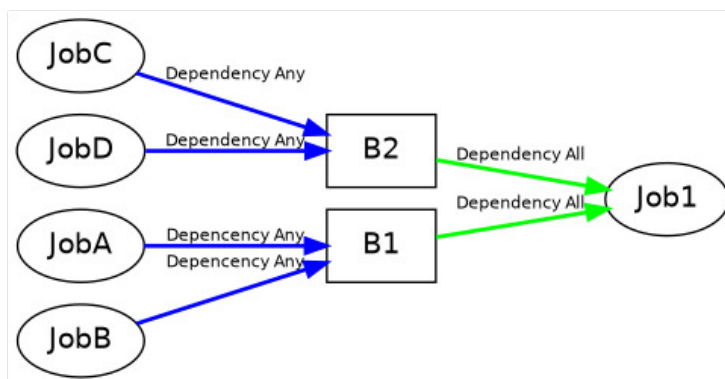 JobC
Dependency Any
JobD
Dependency Any
B2
Dependency All
Job1
Dependency All
JobA
Depencency Any
B1
Depencency Any
JobB